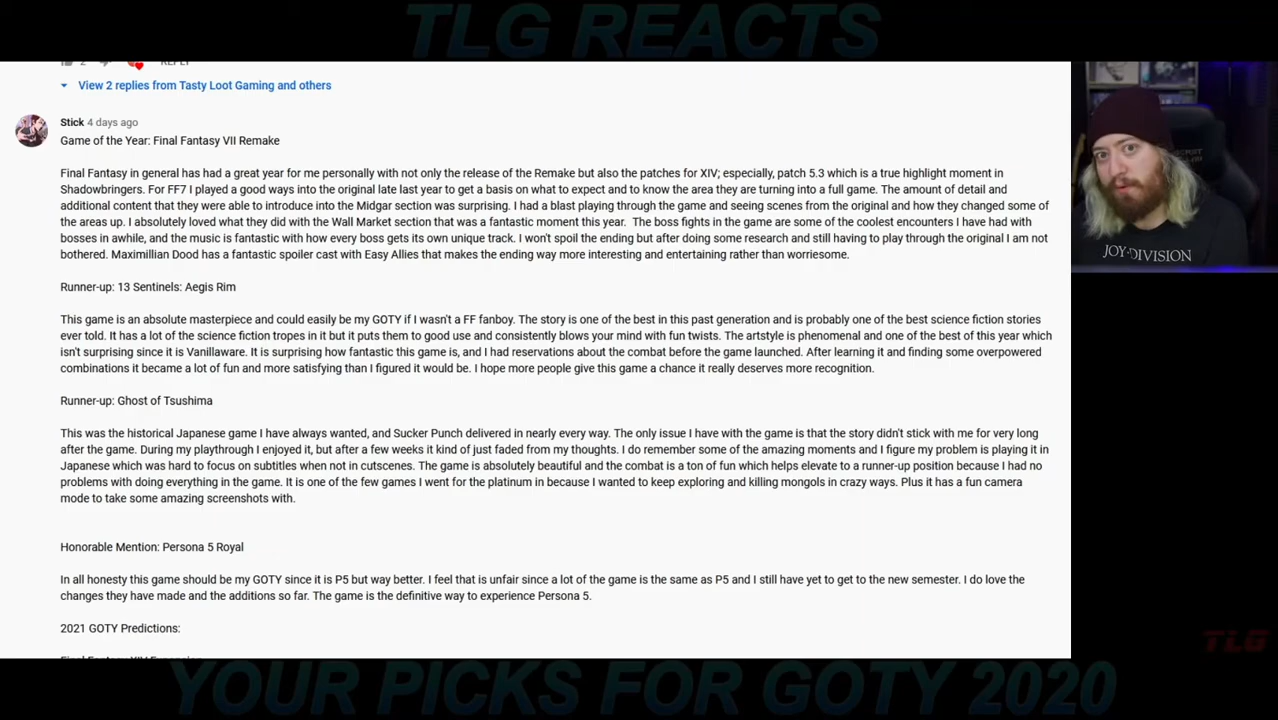 TLG REACTS
2 REPLY
View 2 replies from Tasty Loot Gaming and others
Stick 4 days ago
Game of the Year: Final Fantasy VII Remake
Final Fantasy in general has had a great year for me personally with not only the release of the Remake but also the patches for XIV; especially, patch 5.3 which is a true highlight moment in
Shadowbringers. For FF7 I played a good ways into the original late last year to get a basis on what to expect and to know the area they are turning into a full game. The amount of detail and
additional content that they were able to introduce into the Midgar section was surprising. I had a blast playing through the game and seeing scenes from the original and how they changed some of
the areas up. I absolutely loved what they did with the Wall Market section that was a fantastic moment this year. The boss fights in the game are some of the coolest encounters I have had with
bosses in awhile, and the music is fantastic with how every boss gets its own unique track. I won't spoil the ending but after doing some research and still having to play through the original I am not
bothered. Maximillian Dood has a fantastic spoiler cast with Easy Allies that makes the ending way more interesting and entertaining rather than worriesome.
Runner-up: 13 Sentinels: Aegis Rim
This game is an absolute masterpiece and could easily be my GOTY if I wasn't a FF fanboy. The story is one of the best in this past generation and is probably one of the best science fiction stories
ever told. It has a lot of the science fiction tropes in it but it puts them to good use and consistently blows your mind with fun twists. The artstyle is phenomenal and one of the best of this year which
isn't surprising since it is Vanillaware. It is surprising how fantastic this game is, and I had reservations about the combat before the game launched. After learning it and finding some overpowered
combinations it became a lot of fun and more satisfying than I figured it would be. I hope more people give this game a chance it really deserves more recognition.
Runner-up: Ghost of Tsushima
This was the historical Japanese game I have always wanted, and Sucker Punch delivered in nearly every way. The only issue I have with the game is that the story didn't stick with me for very long
after the game. During my playthrough I enjoyed it, but after a few weeks it kind of just faded from my thoughts. I do remember some of the amazing moments and I figure my problem is playing it in
Japanese which was hard to focus on subtitles when not in cutscenes. The game is absolutely beautiful and the combat is a ton of fun which helps elevate to a runner-up position because I had no
problems with doing everything in the game. It is one of the few games I went for the platinum in because I wanted to keep exploring and killing mongols in crazy ways. Plus it has a fun camera
mode to take some amazing screenshots with.
Honorable Mention: Persona 5 Royal
In all honesty this game should be my GOTY since it is P5 but way better. I feel that is unfair since a lot of the game is the same as P5 and I still have yet to get to the new semester. I do love the
changes they have made and the additions so far. The game is the definitive way to experience Persona 5.
2021 GOTY Predictions:
Final Fantasy XIV Expansion
JOY DIVISION
TLG
YOUR PICKS FOR GOTY 2020